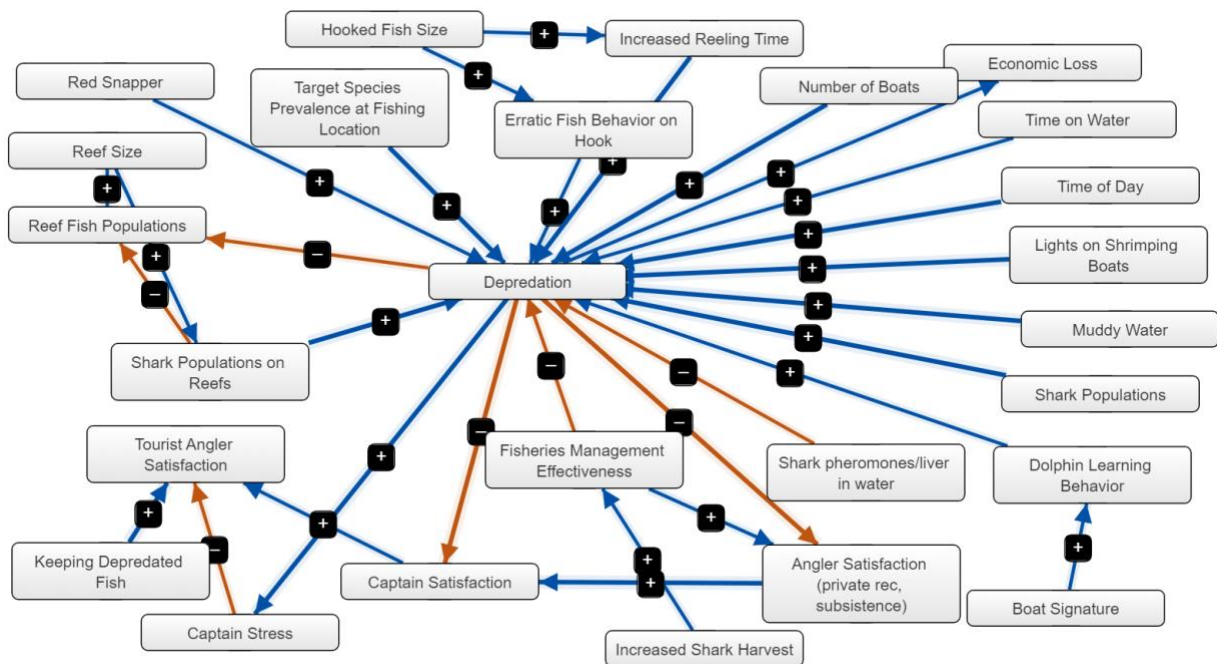 Hooked Fish Size
Increased Reeling Time
Economic Loss
Red Snapper
Target Species
Prevalence at Fishing
Location
Number of Boats
Erratic Fish Behavior on
Hook
Time on Water
Reef Size
Time of Day
Reef Fish Populations
Lights on Shrimping
Boats
Depredation
Muddy Water
Shark Populations on
Reefs
Shark Populations
Tourist Angler
Satisfaction
Fisheries Management
Effectiveness
Shark pheromones/liver
in water
Dolphin Learning
Behavior
Keeping Depredated
Fish
Captain Satisfaction
Angler Satisfaction
(private rec,
subsistence)
Boat Signature
Captain Stress
Increased Shark Harvest